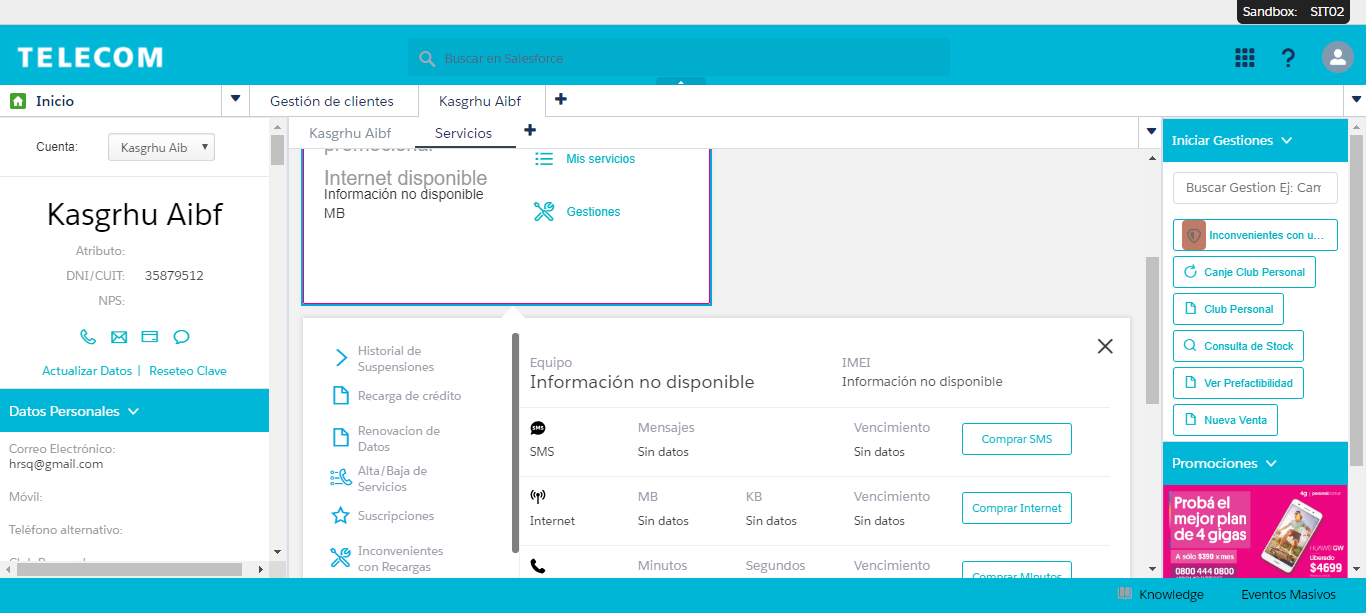 Sandbox: SIT02
TELECOM
Buscar en Salesforce
?
Inicio
Gestión de clientes
Kasgrhu Aibf
Kasgrhu Aibf
Servicios
Cuenta:
Kasgrhu Aib
Kasgrhu Aibf
Atributo:
DNI/CUIT: 35879512
NPS:
Actualizar Datos | Reseteo Clave
Datos Personales
Correo Electrónico:
hrsq@gmail.com
Móvil:
Teléfono alternativo:
promocional
Internet disponible
Información no disponible
MB
Mis servicios
Gestiones
Historial de
Suspensiones
Recarga de crédito
Renovacion de
Datos
Alta/Baja de
Servicios
Suscripciones
Inconvenientes
con Recargas
Equipo
Información no disponible
IMEI
Información no disponible
SMS
SMS
Mensajes
Sin datos
Vencimiento
Sin datos
Comprar SMS
Internet
MB
Sin datos
KB
Sin datos
Vencimiento
Sin datos
Comprar Internet
Minutos
Segundos
Vencimiento
Comprar Minutos
Iniciar Gestiones
Buscar Gestion Ej: Cam
Inconvenientes con u...
Canje Club Personal
Club Personal
Consulta de Stock
Ver Prefactibilidad
Nueva Venta
Promociones
Probá el
mejor plan
de 4 gigas
A sólo $390 x mes
0800 444 0800
4g | personal.com.ar
HUAWEI GW
Liberado
$4699
Knowledge
Eventos Masivos